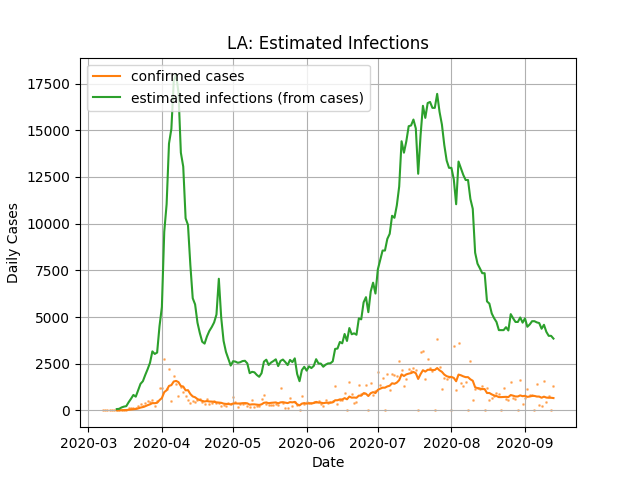 LA: Estimated Infections
confirmed cases
estimated infections (from cases)
17500
15000
12500
10000
7500
5000
2500
0
Daily Cases
2020-03 2020-04 2020-05 2020-06 2020-07 2020-08 2020-09
Date